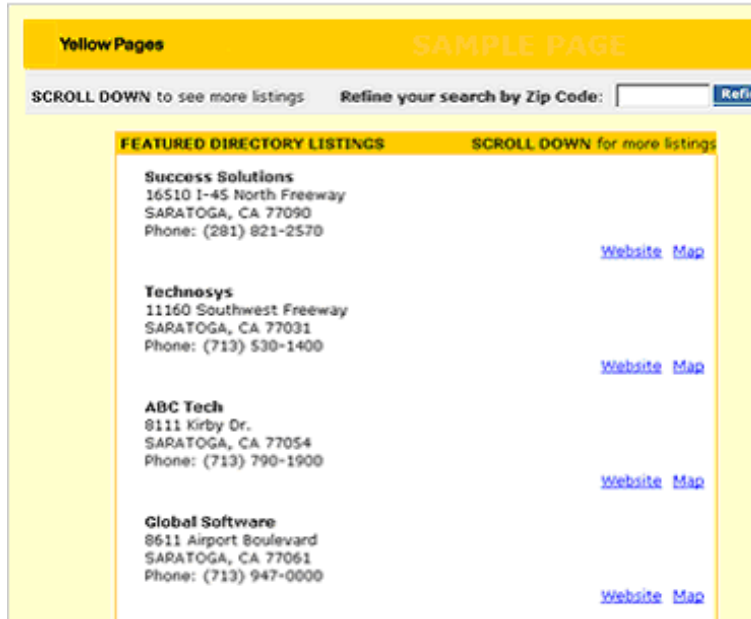 Yellow Pages SAMPLE PAGE
SCROLL DOWN to see more listings Refine your search by Zip Code: Refi
FEATURED DIRECTORY LISTINGS SCROLL DOWN for more listings
Success Solutions
16510 I-45 North Freeway
SARATOGA, CA 77090
Phone: (281) 821-2570
Website Map
Technosys
11160 Southwest Freeway
SARATOGA, CA 77031
Phone: (713) 530-1400
Website Map
ABC Tech
8111 Kirby Dr.
SARATOGA, CA 77054
Phone: (713) 790-1900
Website Map
Global Software
8611 Airport Boulevard
SARATOGA, CA 77061
Phone: (713) 947-0000
Website Map